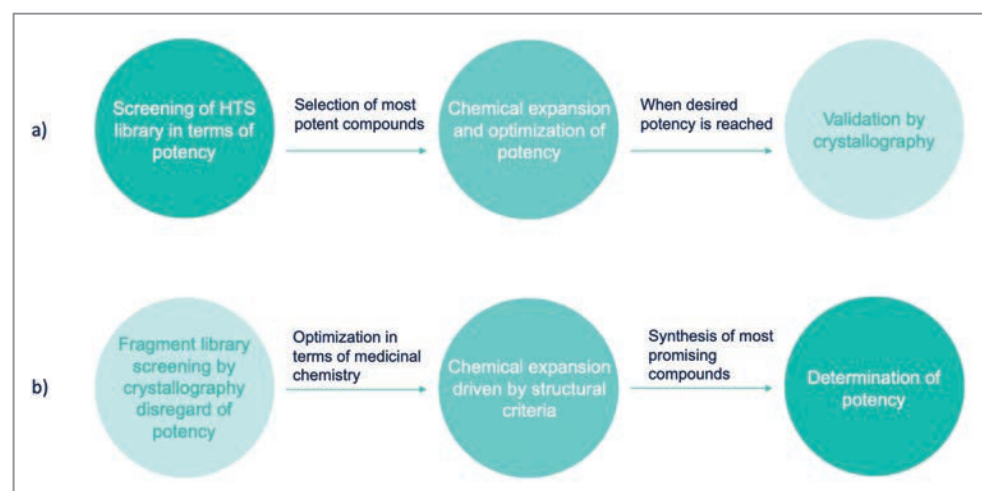 a)
Screening of HTS
library in terms of
potency
Selection of most
potent compounds
Chemical expansion
and optimization of
potency
When desired
potency is reached
Validation by
crystallography
b)
Fragment library
screening by
crystallography
disregard of
potency
Optimization in
terms of medicinal
chemistry
Chemical expansion
driven by structural
criteria
Synthesis of most
promising
compounds
Determination of
potency